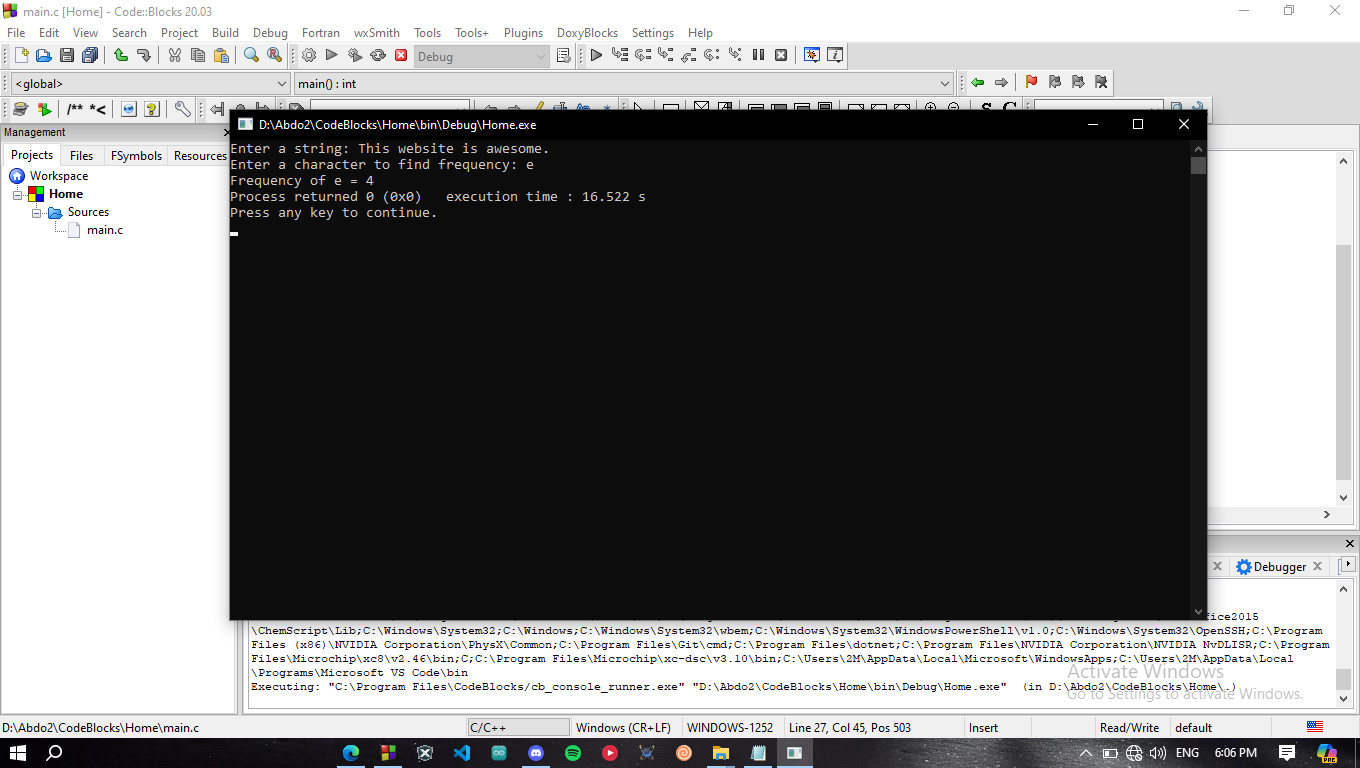 main.c [Home] - Code::Blocks 20.03
File Edit View Search Project Build Debug Fortran wxSmith Tools Tools+ Plugins DoxyBlocks Settings Help
Debug
<global> main() : int
/** *<
Management
D:\Abdo2\CodeBlocks\Home\bin\Debug\Home.exe
Projects Files FSymbols Resources
Workspace
Home
Sources
main.c
Enter a string: This website is awesome.
Enter a character to find frequency: e
Frequency of e = 4
Process returned 0 (0x0)   execution time : 16.522 s
Press any key to continue.
Debugger
\ChemScript\Lib;C:\Windows\System32;C:\Windows;C:\Windows\System32\wbem;C:\Windows\System32\WindowsPowerShell\v1.0;C:\Windows\System32\OpenSSH;C:\Program
Files (x86)\NVIDIA Corporation\PhysX\Common;C:\Program Files\Git\cmd;C:\Program Files\dotnet;C:\Program Files\NVIDIA Corporation\NVIDIA NvDLISR;C:\Program
Files\Microchip\xc8\v2.46\bin;C;C:\Program Files\Microchip\xc-dsc\v3.10\bin;C:\Users\2M\AppData\Local\Microsoft\WindowsApps;C:\Users\2M\AppData\Local
\Programs\Microsoft VS Code\bin
Executing: "C:\Program Files\CodeBlocks/cb_console_runner.exe" "D:\Abdo2\CodeBlocks\Home\bin\Debug\Home.exe"  (in D:\Abdo2\CodeBlocks\Home\.)
Activate Windows
Go to Settings to activate Windows.
D:\Abdo2\CodeBlocks\Home\main.c C/C++ Windows (CR+LF) WINDOWS-1252 Line 27, Col 45, Pos 503 Insert Read/Write default
ENG 6:06 PM
PRE